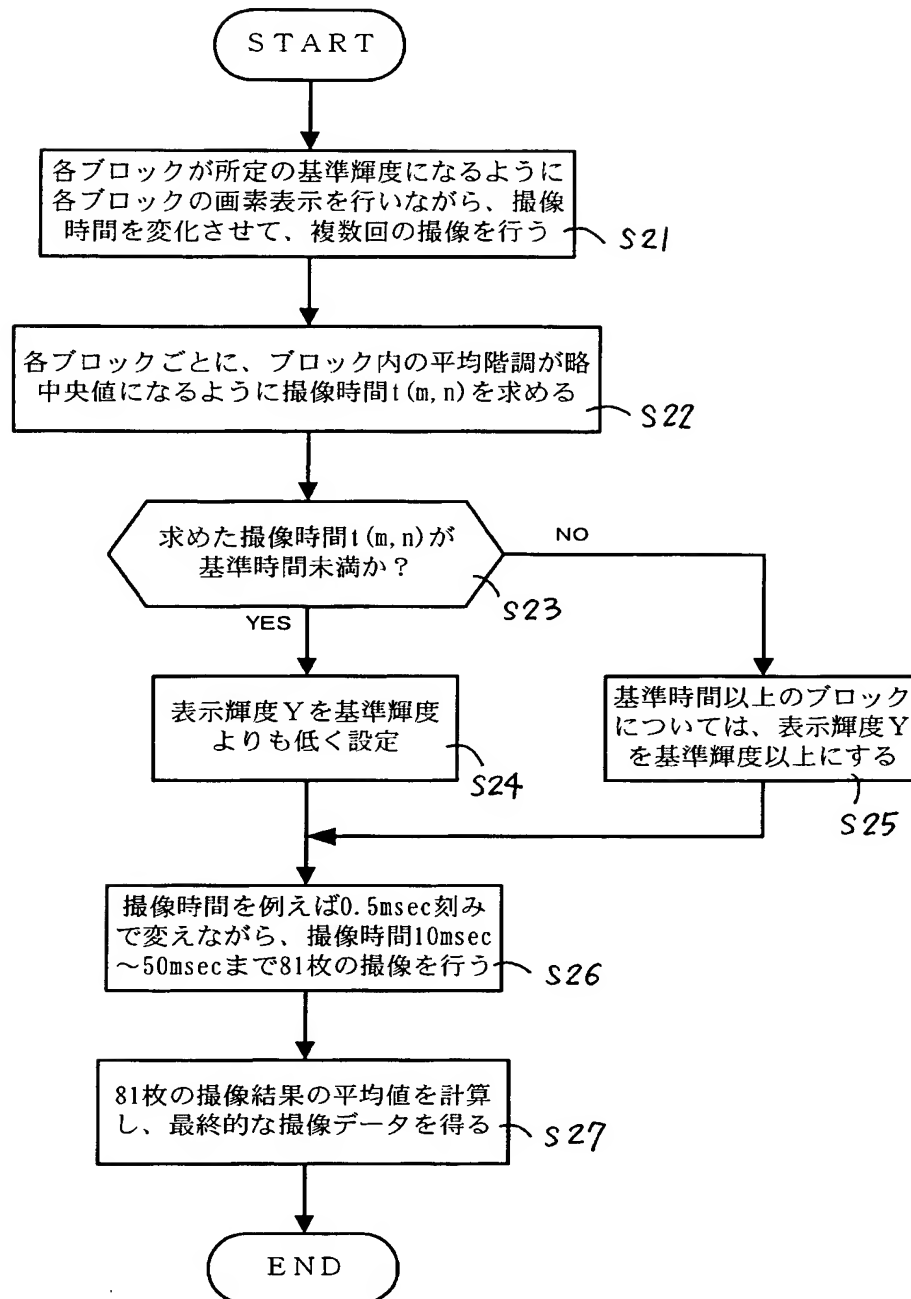 START
各ブロックが所定の基準輝度になるように
各ブロックの画素表示を行いながら、撮像
時間を変化させて、複数回の撮像を行う
S21
各ブロックごとに、ブロック内の平均階調が略
中央値になるように撮像時間t(m,n)を求める
S22
求めた撮像時間t(m,n)が
基準時間未満か？
S23
NO
YES
表示輝度Yを基準輝度
よりも低く設定
S24
基準時間以上のブロック
については、表示輝度Y
を基準輝度以上にする
S25
撮像時間を例えば0.5msec刻み
で変えながら、撮像時間10msec
～50msecまで81枚の撮像を行う
S26
81枚の撮像結果の平均値を計算
し、最終的な撮像データを得る
S27
END